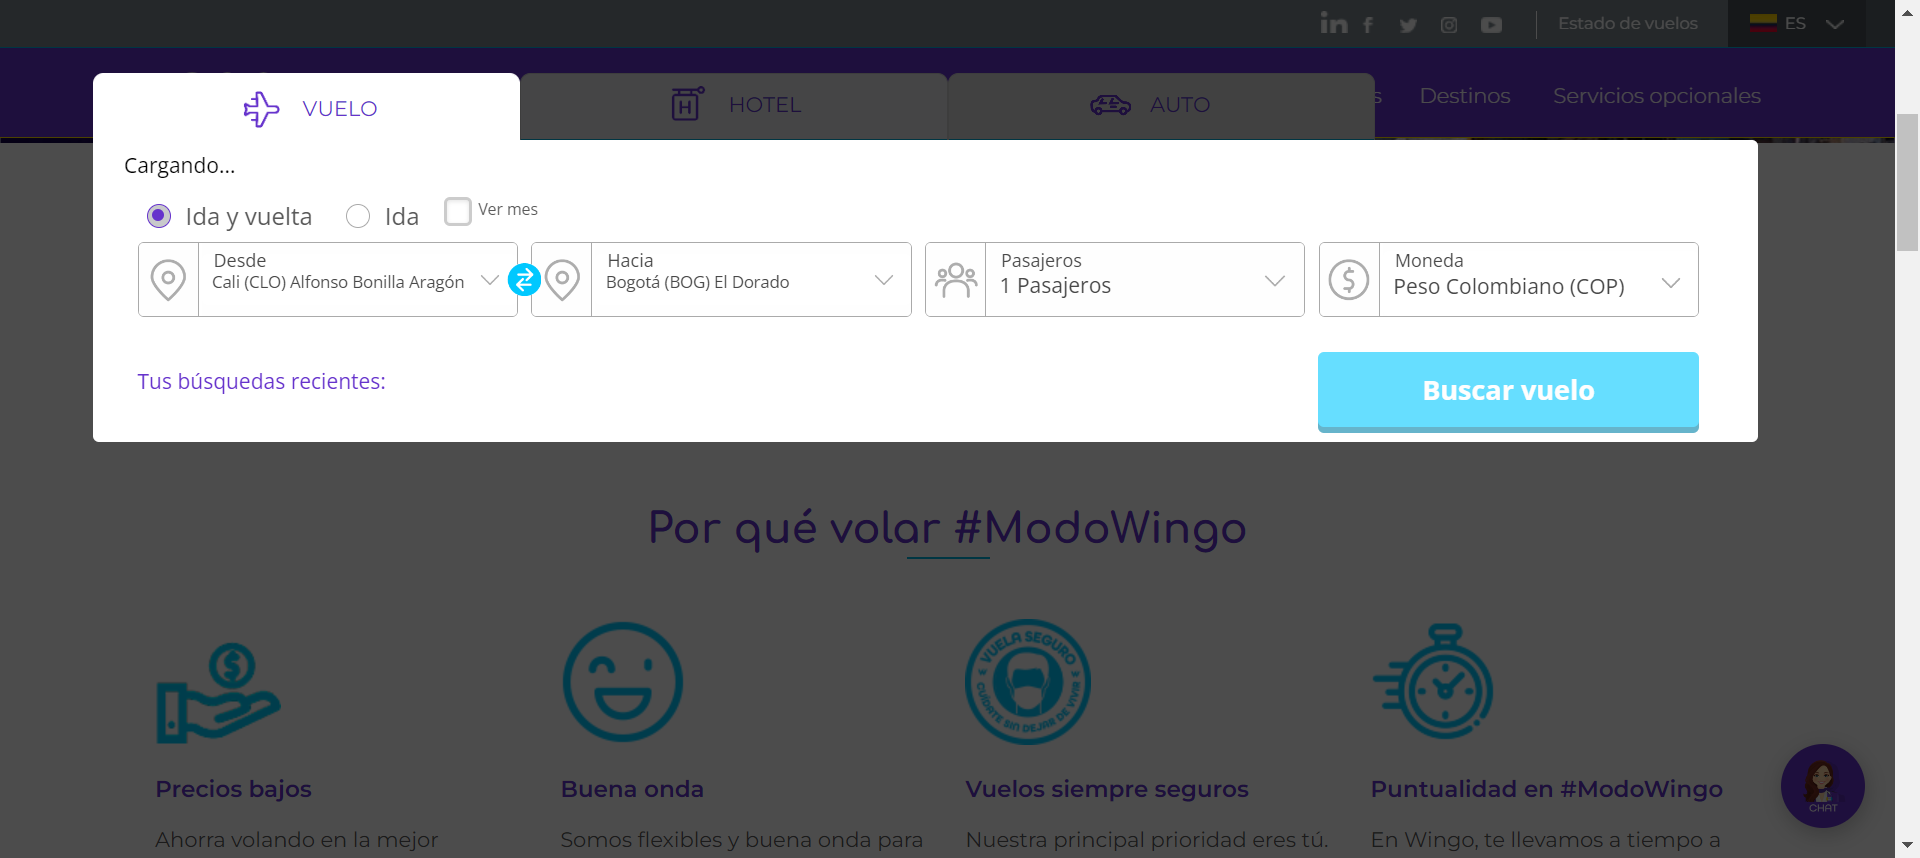 Estado de vuelos
ES
VUELO
HOTEL
AUTO
s
Destinos
Servicios opcionales
Cargando...
Ida y vuelta
Ida
Ver mes
Desde
Cali (CLO) Alfonso Bonilla Aragón
Hacia
Bogotá (BOG) El Dorado
Pasajeros
1 Pasajeros
Moneda
Peso Colombiano (COP)
Tus búsquedas recientes:
Buscar vuelo
Por qué volar #ModoWingo
VUELA SEGURO
CUÍDATE SIN DEJAR DE VIVIR
Precios bajos
Buena onda
Vuelos siempre seguros
Puntualidad en #ModoWingo
CHAT
Ahorra volando en la mejor
Somos flexibles y buena onda para
Nuestra principal prioridad eres tú.
En Wingo, te llevamos a tiempo a